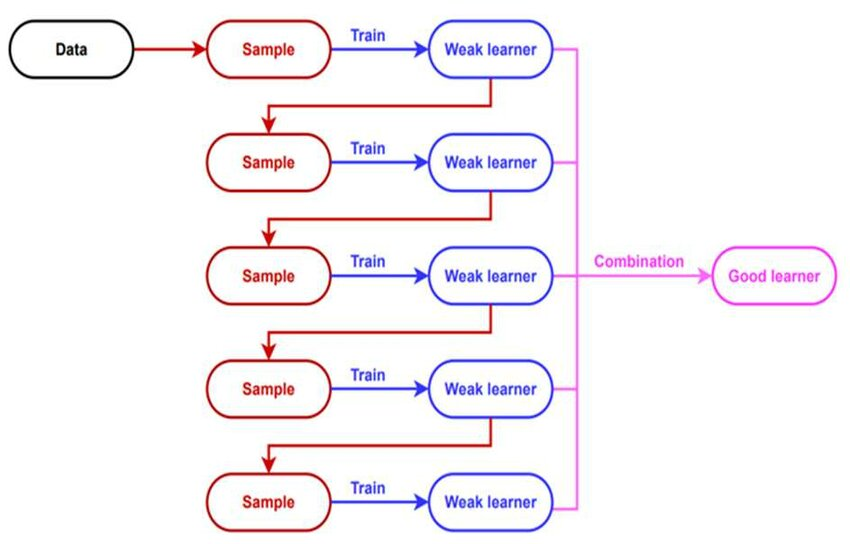 Data
Sample
Train
Weak learner
Sample
Train
Weak learner
Sample
Train
Weak learner
Combination
Good learner
Sample
Train
Weak learner
Sample
Train
Weak learner